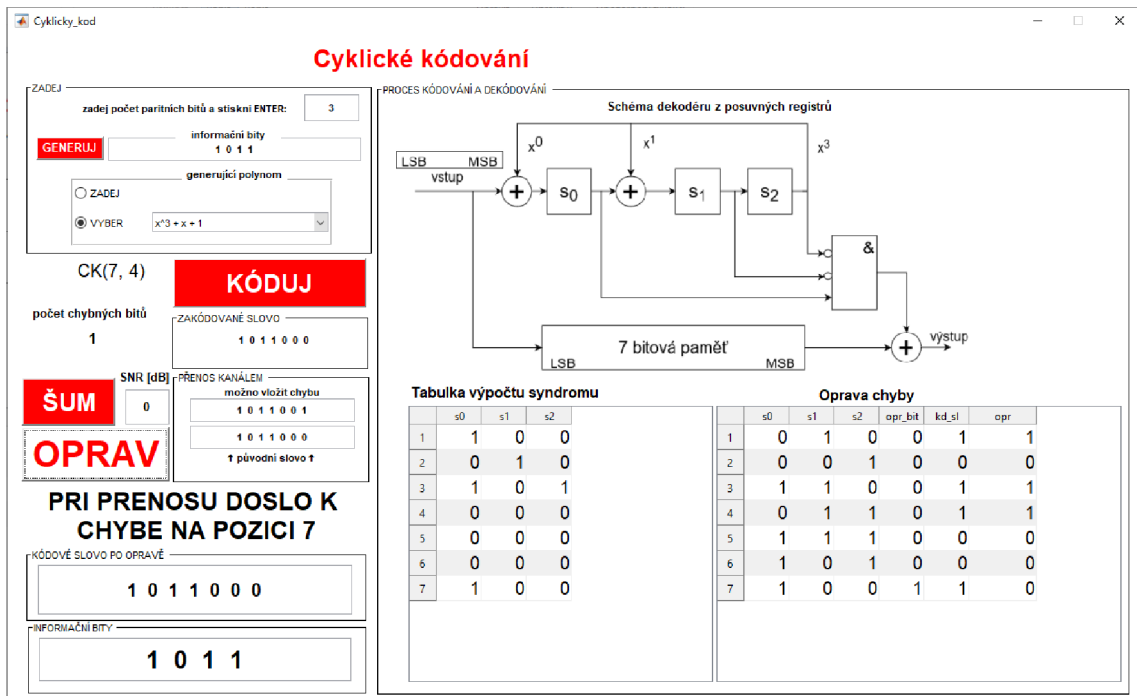 Cyklicky_kod
Cyklické kódování
ZADEJ
zadej počet paritních bitů a stiskni ENTER:
3
GENERUJ
informační bity
1 0 1 1
generující polynom
ZADEJ
VYBER
x^3 + x + 1
CK(7, 4)
KÓDUJ
počet chybných bitů
1
ZAKÓDOVANÉ SLOVO
1 0 1 1 0 0 0
ŠUM
SNR [dB]
0
PŘENOS KANÁLEM
možno vložit chybu
1 0 1 1 0 0 1
1 0 1 1 0 0 0
↑ původní slovo ↑
OPRAV
PRI PRENOSU DOSLO K
CHYBE NA POZICI 7
KÓDOVÉ SLOVO PO OPRAVĚ
1 0 1 1 0 0 0
INFORMAČNÍ BITY
1 0 1 1
PROCES KÓDOVÁNÍ A DEKÓDOVÁNÍ
Schéma dekodéru z posuvných registrů
x0
x1
x3
LSB MSB
vstup
S0
S1
S2
&
7 bitová paměť
LSB MSB
výstup
Tabulka výpočtu syndromu
s0 s1 s2
1 1 0 0
2 0 1 0
3 1 0 1
4 0 0 0
5 0 0 0
6 0 0 0
7 1 0 0
Oprava chyby
s0 s1 s2 opr_bit kd_sl opr
1 0 1 0 0 1 1
2 0 0 1 0 0 0
3 1 1 0 0 1 1
4 0 1 1 0 1 1
5 1 1 1 0 0 0
6 1 0 1 0 0 0
7 1 0 0 1 1 0